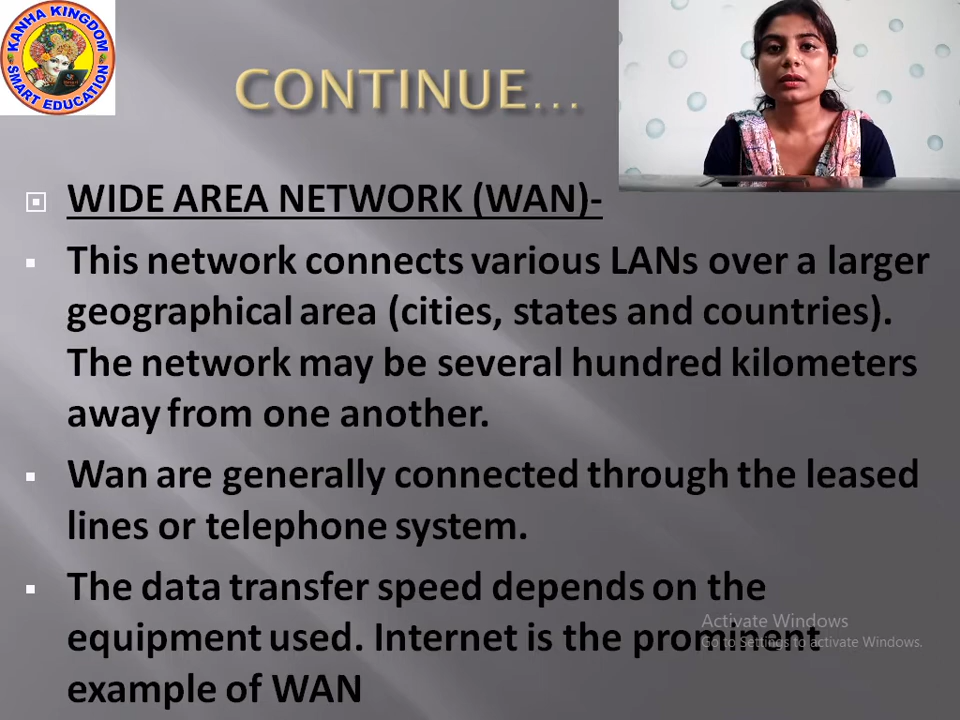 KANHA KINGDOM
SMART EDUCATION
CONTINUE...
WIDE AREA NETWORK (WAN)-
This network connects various LANs over a larger
geographical area (cities, states and countries).
The network may be several hundred kilometers
away from one another.
Wan are generally connected through the leased
lines or telephone system.
The data transfer speed depends on the
equipment used. Internet is the prominent
example of WAN
Activate Windows
Go to Settings to activate Windows.